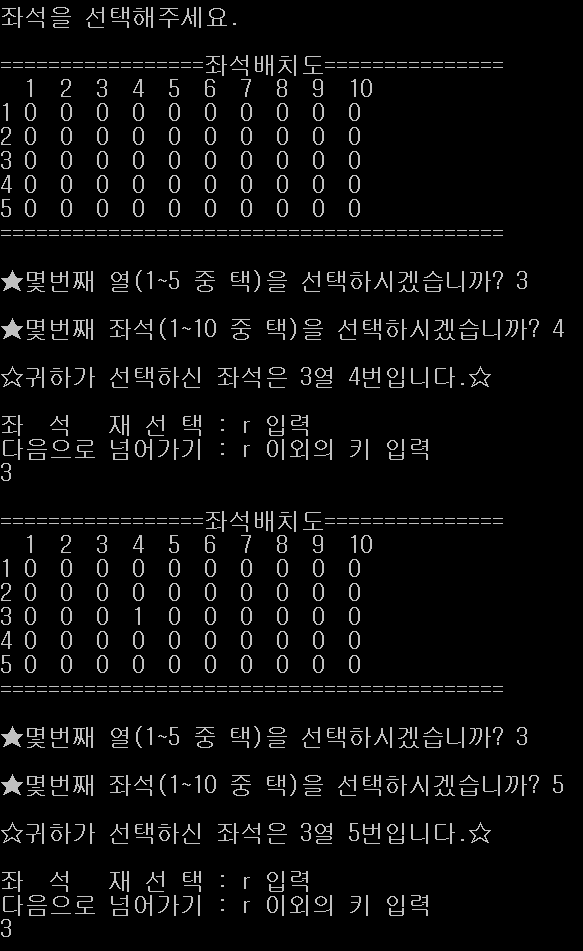 좌석을 선택해주세요.
=================좌석배치도===============
1 2 3 4 5 6 7 8 9 10
1 0 0 0 0 0 0 0 0 0 0
2 0 0 0 0 0 0 0 0 0 0
3 0 0 0 0 0 0 0 0 0 0
4 0 0 0 0 0 0 0 0 0 0
5 0 0 0 0 0 0 0 0 0 0
==========================================
★몇번째 열(1~5 중 택)을 선택하시겠습니까? 3
★몇번째 좌석(1~10 중 택)을 선택하시겠습니까? 4
☆귀하가 선택하신 좌석은 3열 4번입니다.☆
좌 석 재 선 택 : r 입력
다음으로 넘어가기 : r 이외의 키 입력
3
=================좌석배치도===============
1 2 3 4 5 6 7 8 9 10
1 0 0 0 0 0 0 0 0 0 0
2 0 0 0 0 0 0 0 0 0 0
3 0 0 0 1 0 0 0 0 0 0
4 0 0 0 0 0 0 0 0 0 0
5 0 0 0 0 0 0 0 0 0 0
==========================================
★몇번째 열(1~5 중 택)을 선택하시겠습니까? 3
★몇번째 좌석(1~10 중 택)을 선택하시겠습니까? 5
☆귀하가 선택하신 좌석은 3열 5번입니다.☆
좌 석 재 선 택 : r 입력
다음으로 넘어가기 : r 이외의 키 입력
3